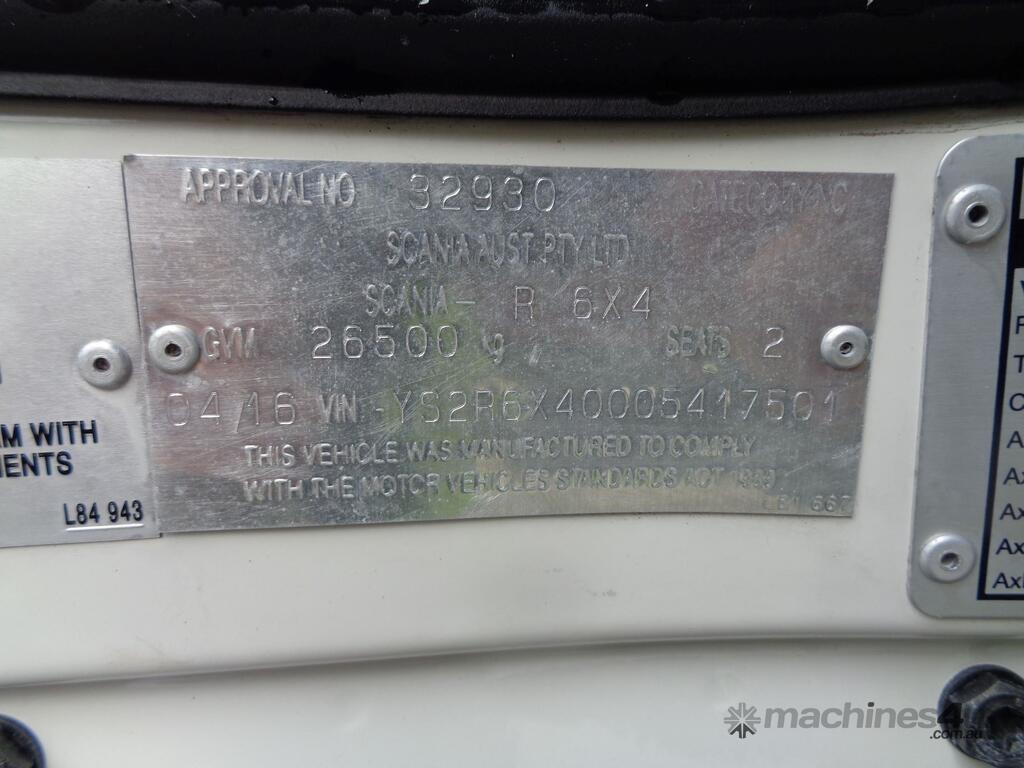 APPROVAL NO 32930 CATEGORY NC
SCANIA AUST. PTY LTD
SCANIA - R 6X4
GVM 26500 kg SEATS 2
04/16 VIN - YS2R6X40005417501
THIS VEHICLE WAS MANUFACTURED TO COMPLY
WITH THE MOTOR VEHICLES STANDARDS ACT 1989
LB1 667
M WITH
ENTS
L84 943
machines4
.com.au